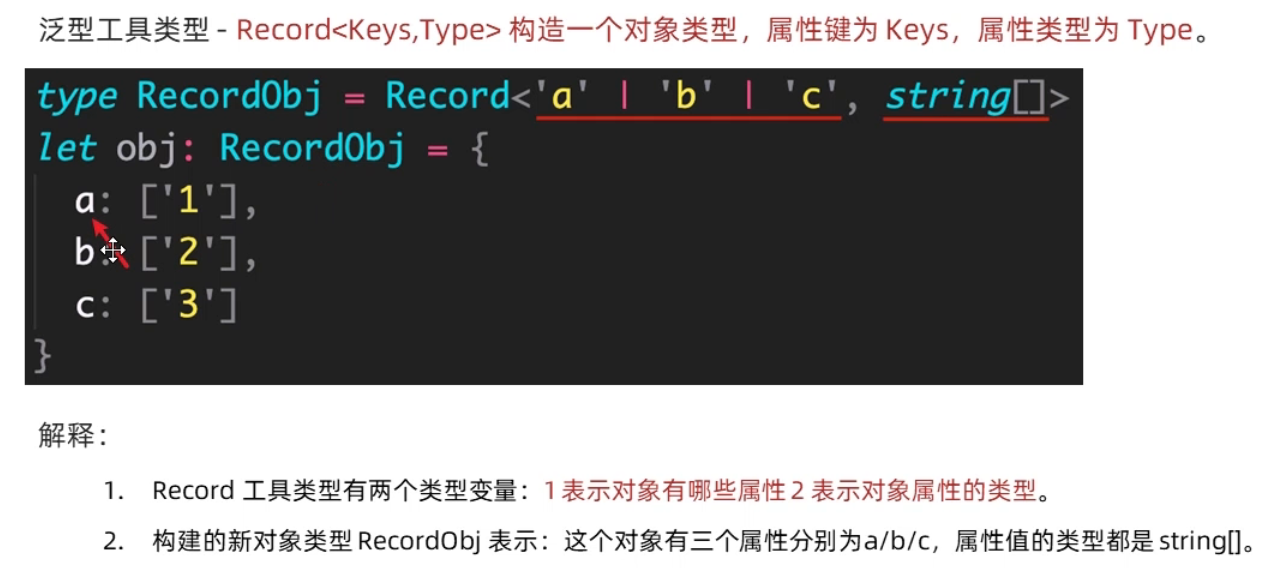 泛型工具类型 - Record<Keys,Type> 构造一个对象类型，属性键为 Keys，属性类型为 Type。
type RecordObj = Record<'a' | 'b' | 'c', string[]>
let obj: RecordObj = {
  a: ['1'],
  b: ['2'],
  c: ['3']
}
解释：
1. Record 工具类型有两个类型变量：1 表示对象有哪些属性 2 表示对象属性的类型。
2. 构建的新对象类型 RecordObj 表示：这个对象有三个属性分别为a/b/c，属性值的类型都是 string[]。